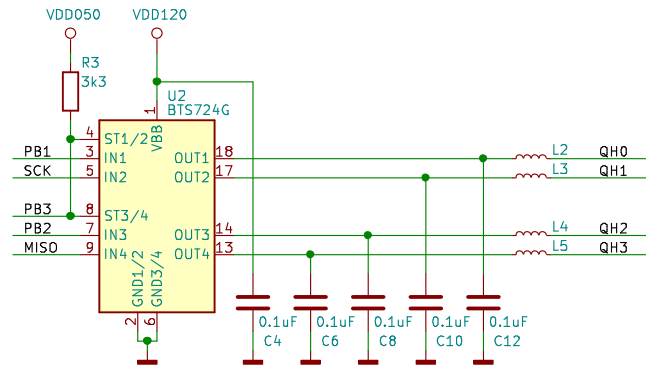 VDD050 VDD120
R3
3k3
U2
BTS724G
1
VBB
4 ST1/2
PB1 3 IN1 OUT1 18 L2 QH0
SCK 5 IN2 OUT2 17 L3 QH1
PB3 8 ST3/4
PB2 7 IN3 OUT3 14 L4 QH2
MISO 9 IN4 OUT4 13 L5 QH3
GND1/2 GND3/4
2 6
0.1uF 0.1uF 0.1uF 0.1uF 0.1uF
C4 C6 C8 C10 C12